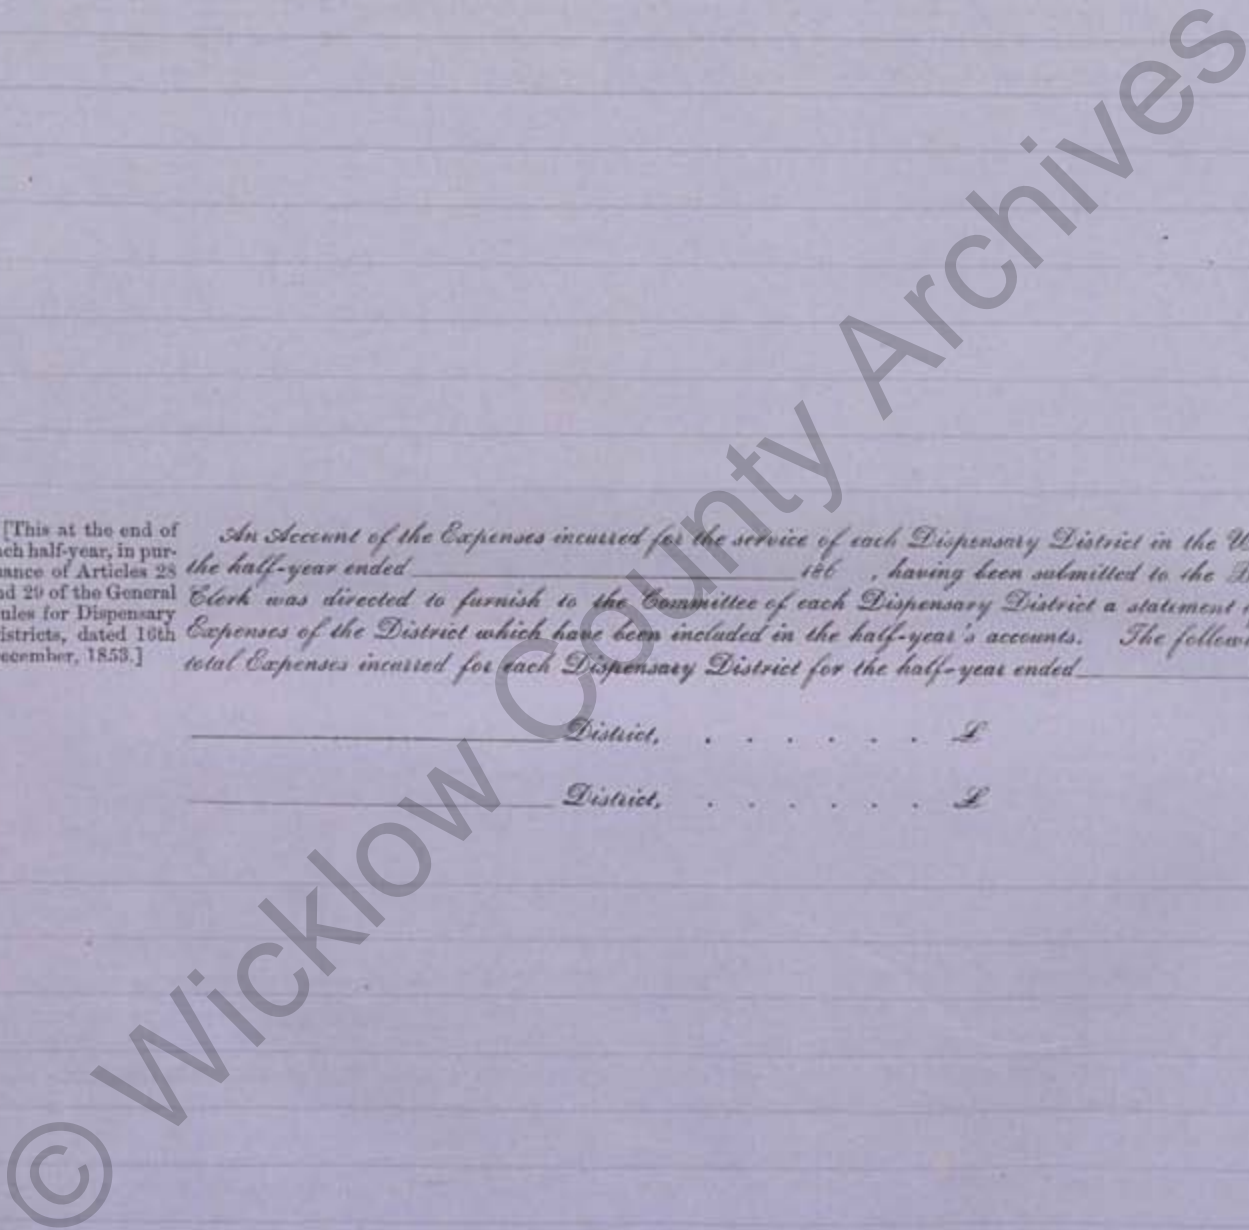 [This at the end of
ch half-year, in pur-
ance of Articles 28
nd 29 of the General
ules for Dispensary
istricts, dated 16th
ecember, 1853.]
An Account of the Expenses incurred for the service of each Dispensary District in the U
the half-year ended 186 , having been submitted to the B
Clerk was directed to furnish to the Committee of each Dispensary District a statement
Expenses of the District which have been included in the half-year's accounts. The follow
total Expenses incurred for each Dispensary District for the half-year ended
District, . . . . . . £
District, . . . . . . £
© Wicklow County Archives